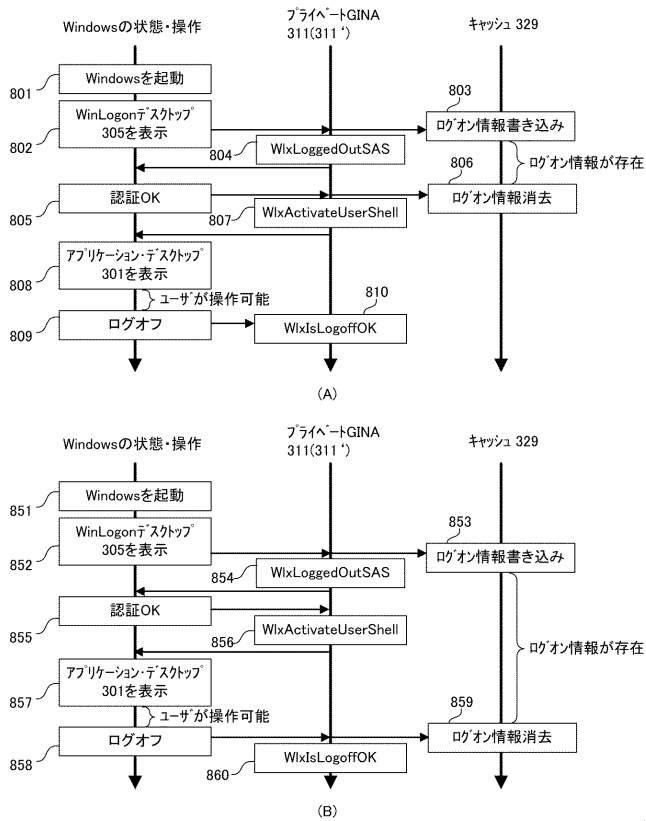 Windowsの状態・操作
プライベートGINA
311(311‘)
キャッシュ 329
801
Windowsを起動
802
WinLogonデスクトップ
305を表示
803
ログオン情報書き込み
804
WlxLoggedOutSAS
ログオン情報が存在
805
認証OK
806
ログオン情報消去
807
WlxActivateUserShell
808
アプリケーション・デスクトップ
301を表示
ユーザが操作可能
809
ログオフ
810
WlxIsLogoffOK
(A)
Windowsの状態・操作
プライベートGINA
311(311‘)
キャッシュ 329
851
Windowsを起動
852
WinLogonデスクトップ
305を表示
853
ログオン情報書き込み
854
WlxLoggedOutSAS
855
認証OK
856
WlxActivateUserShell
ログオン情報が存在
857
アプリケーション・デスクトップ
301を表示
ユーザが操作可能
858
ログオフ
859
ログオン情報消去
860
WlxIsLogoffOK
(B)